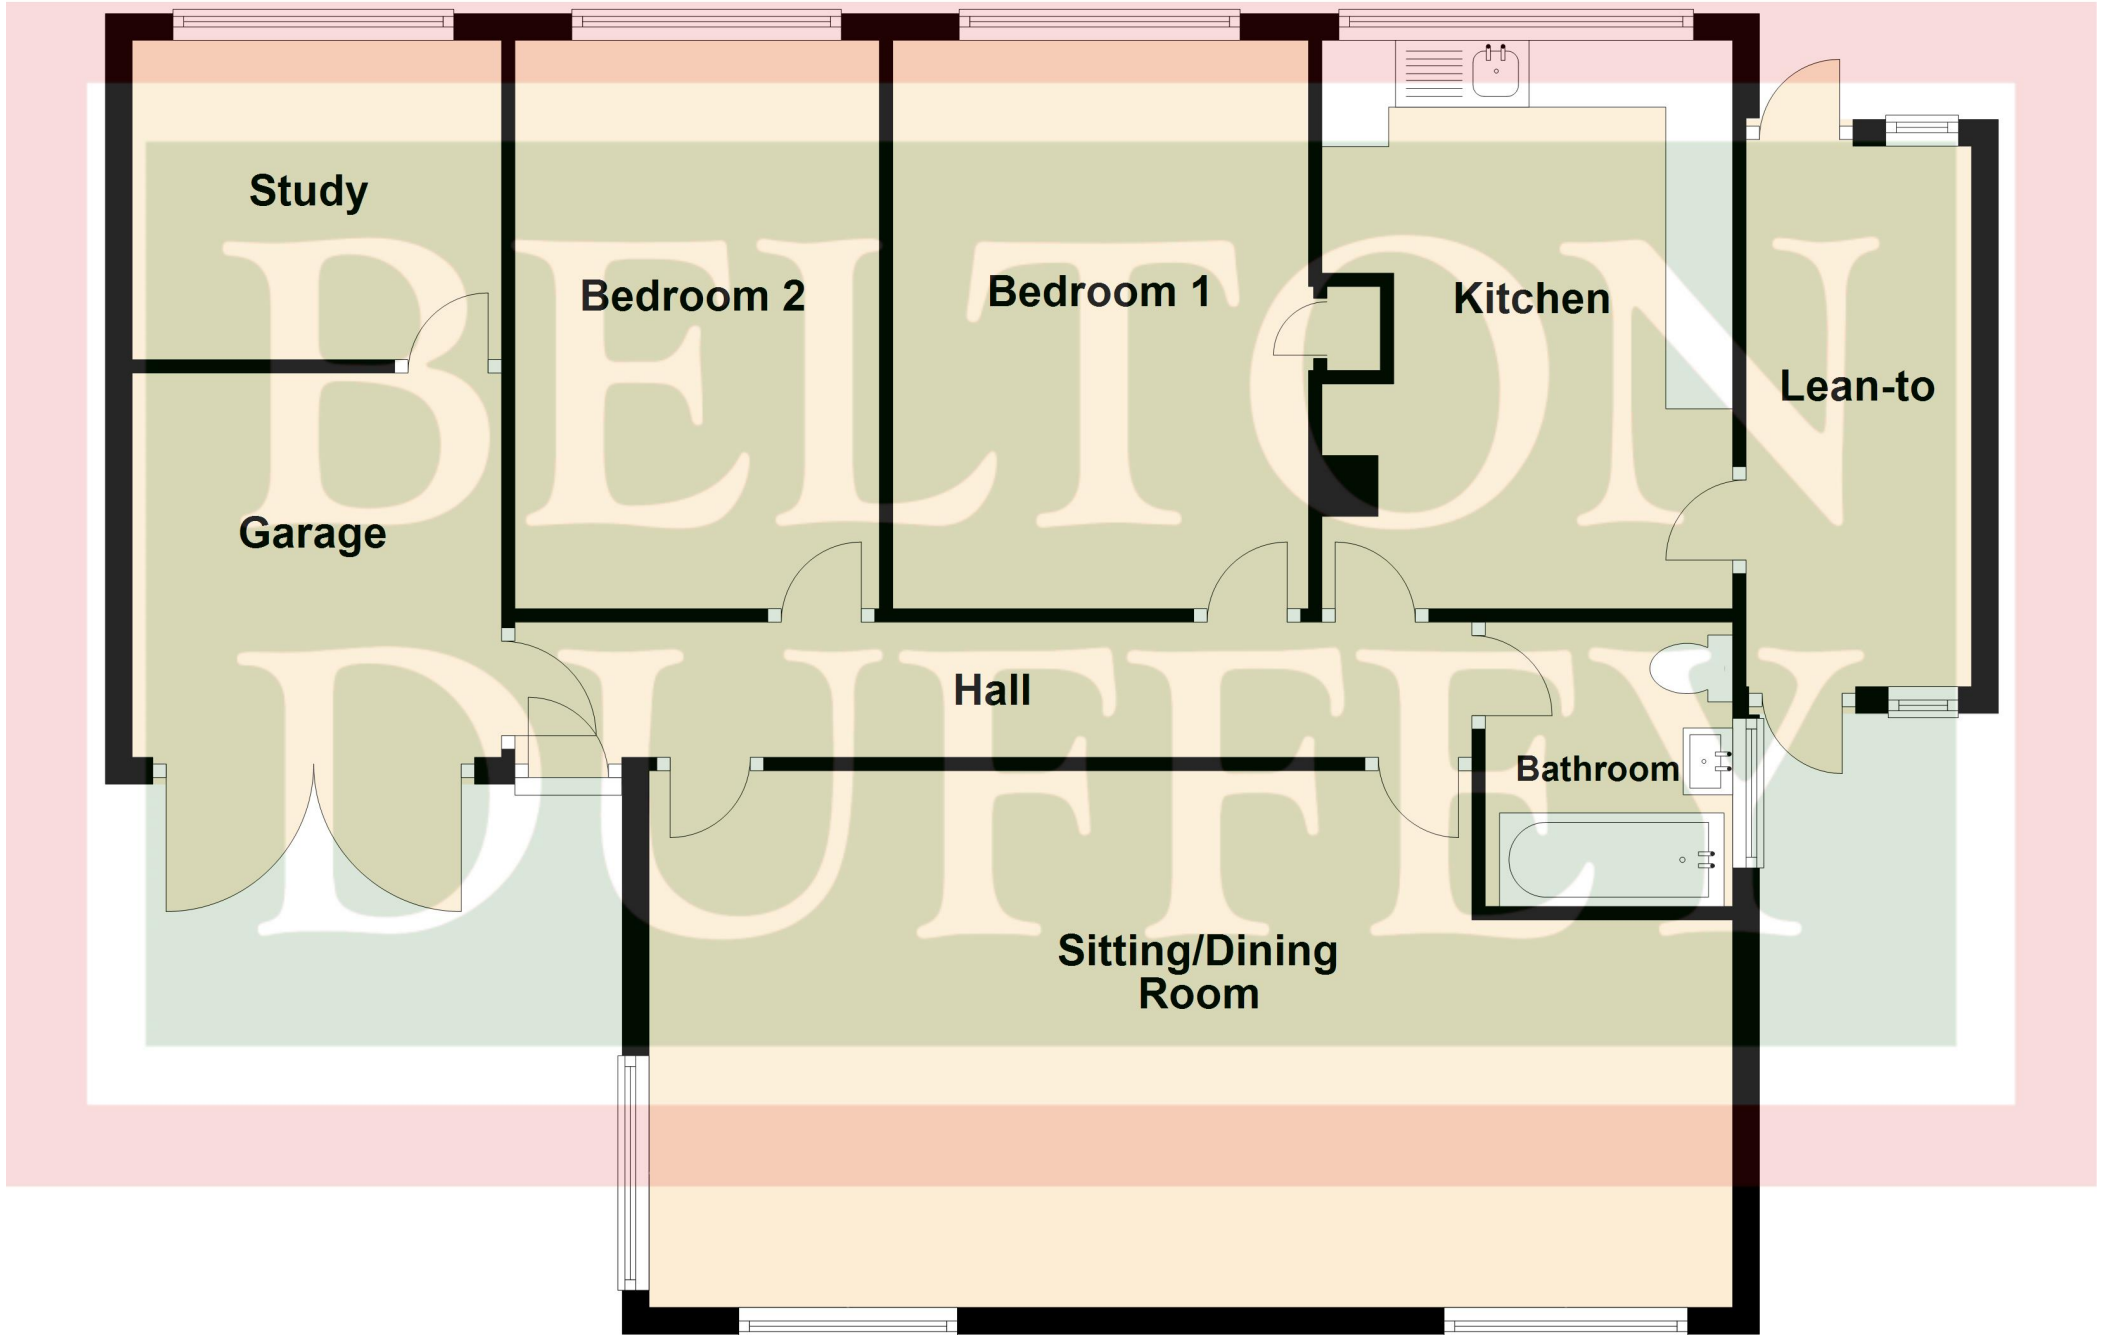 Study
Bedroom 2
Bedroom 1
Kitchen
Lean-to
Garage
Hall
Bathroom
Sitting/Dining
Room
BELTON
DUFFEY